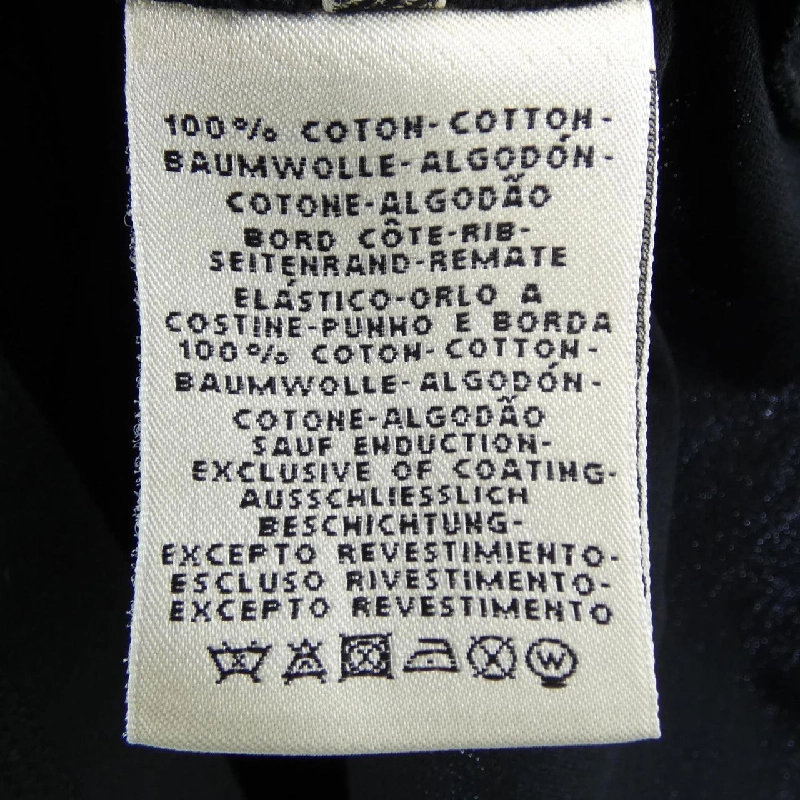 100% COTON-COTTON-
BAUMWOLLE-ALGODÓN-
COTONE-ALGODÃO
BORD CÔTE-RIB-
SEITENRAND-REMATE
ELÁSTICO-ORLO A
COSTINE-PUNHO E BORDA
100% COTON-COTTON-
BAUMWOLLE-ALGODÓN-
COTONE-ALGODÃO
SAUF ENDUCTION-
EXCLUSIVE OF COATING-
AUSSCHLIESSLICH
BESCHICHTUNG-
EXCEPTO REVESTIMIENTO-
ESCLUSO RIVESTIMENTO-
EXCEPTO REVESTIMENTO
W